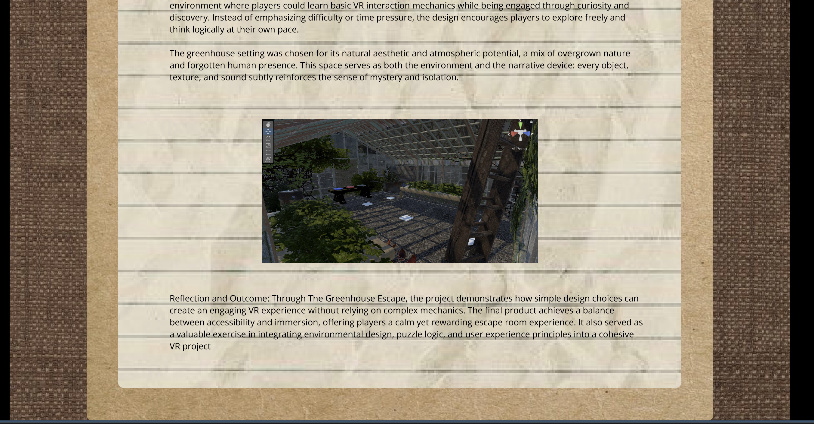 environment where players could learn basic VR interaction mechanics while being engaged through curiosity and
discovery. Instead of emphasizing difficulty or time pressure, the design encourages players to explore freely and
think logically at their own pace.
The greenhouse setting was chosen for its natural aesthetic and atmospheric potential, a mix of overgrown nature
and forgotten human presence. This space serves as both the environment and the narrative device: every object,
texture, and sound subtly reinforces the sense of mystery and isolation.
Reflection and Outcome: Through The Greenhouse Escape, the project demonstrates how simple design choices can
create an engaging VR experience without relying on complex mechanics. The final product achieves a balance
between accessibility and immersion, offering players a calm yet rewarding escape room experience. It also served as
a valuable exercise in integrating environmental design, puzzle logic, and user experience principles into a cohesive
VR project